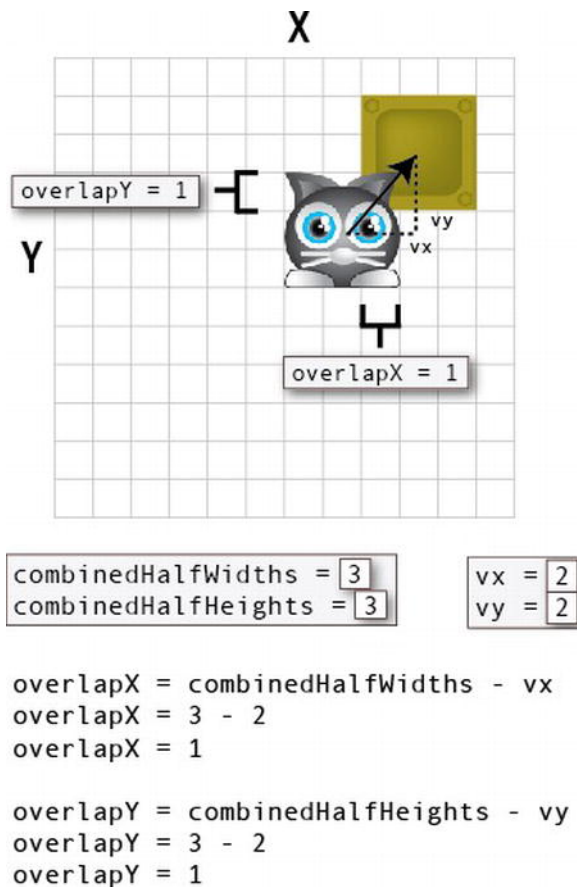 X
overlapY = 1
Y
vy
vx
overlapX = 1
combinedHalfWidths = 3
combinedHalfHeights = 3
vx = 2
vy = 2
overlapX = combinedHalfWidths - vx
overlapX = 3 - 2
overlapX = 1
overlapY = combinedHalfHeights - vy
overlapY = 3 - 2
overlapY = 1